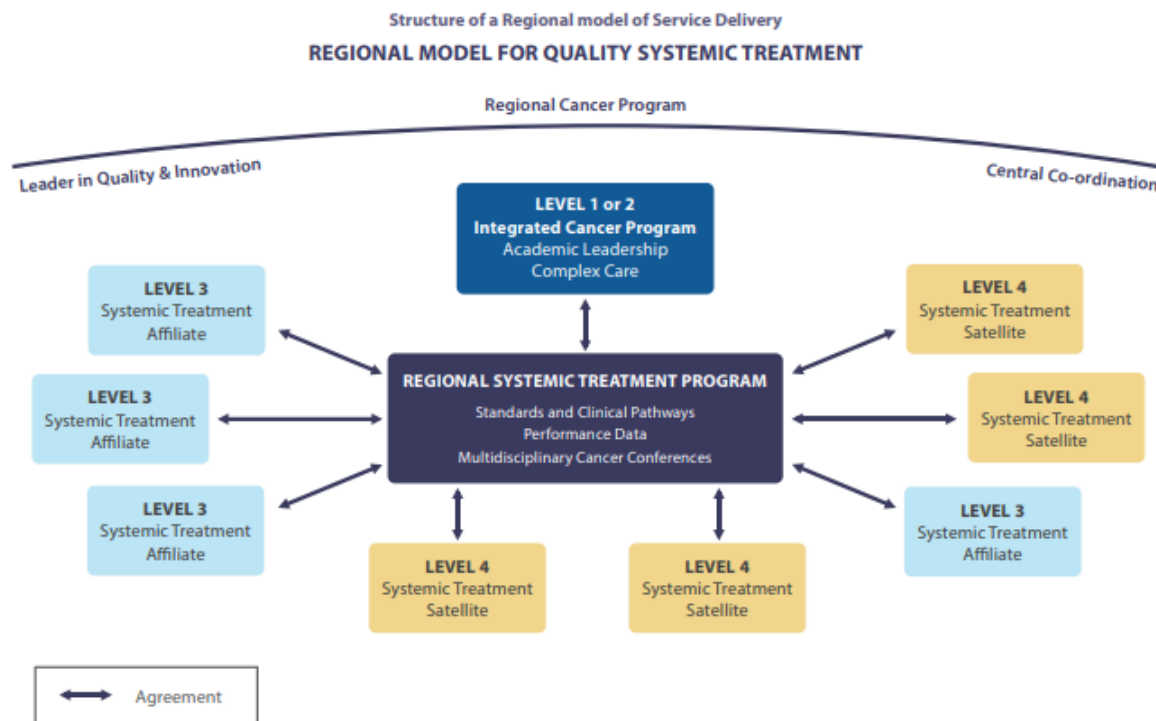 Structure of a Regional model of Service Delivery
REGIONAL MODEL FOR QUALITY SYSTEMIC TREATMENT
Regional Cancer Program
Leader in Quality & Innovation
Central Co-ordination
LEVEL 1 or 2
Integrated Cancer Program
Academic Leadership
Complex Care
LEVEL 3
Systemic Treatment
Affiliate
LEVEL 4
Systemic Treatment
Satellite
REGIONAL SYSTEMIC TREATMENT PROGRAM
Standards and Clinical Pathways
Performance Data
Multidisciplinary Cancer Conferences
LEVEL 3
Systemic Treatment
Affiliate
LEVEL 4
Systemic Treatment
Satellite
LEVEL 3
Systemic Treatment
Affiliate
LEVEL 3
Systemic Treatment
Affiliate
LEVEL 4
Systemic Treatment
Satellite
LEVEL 4
Systemic Treatment
Satellite
Agreement